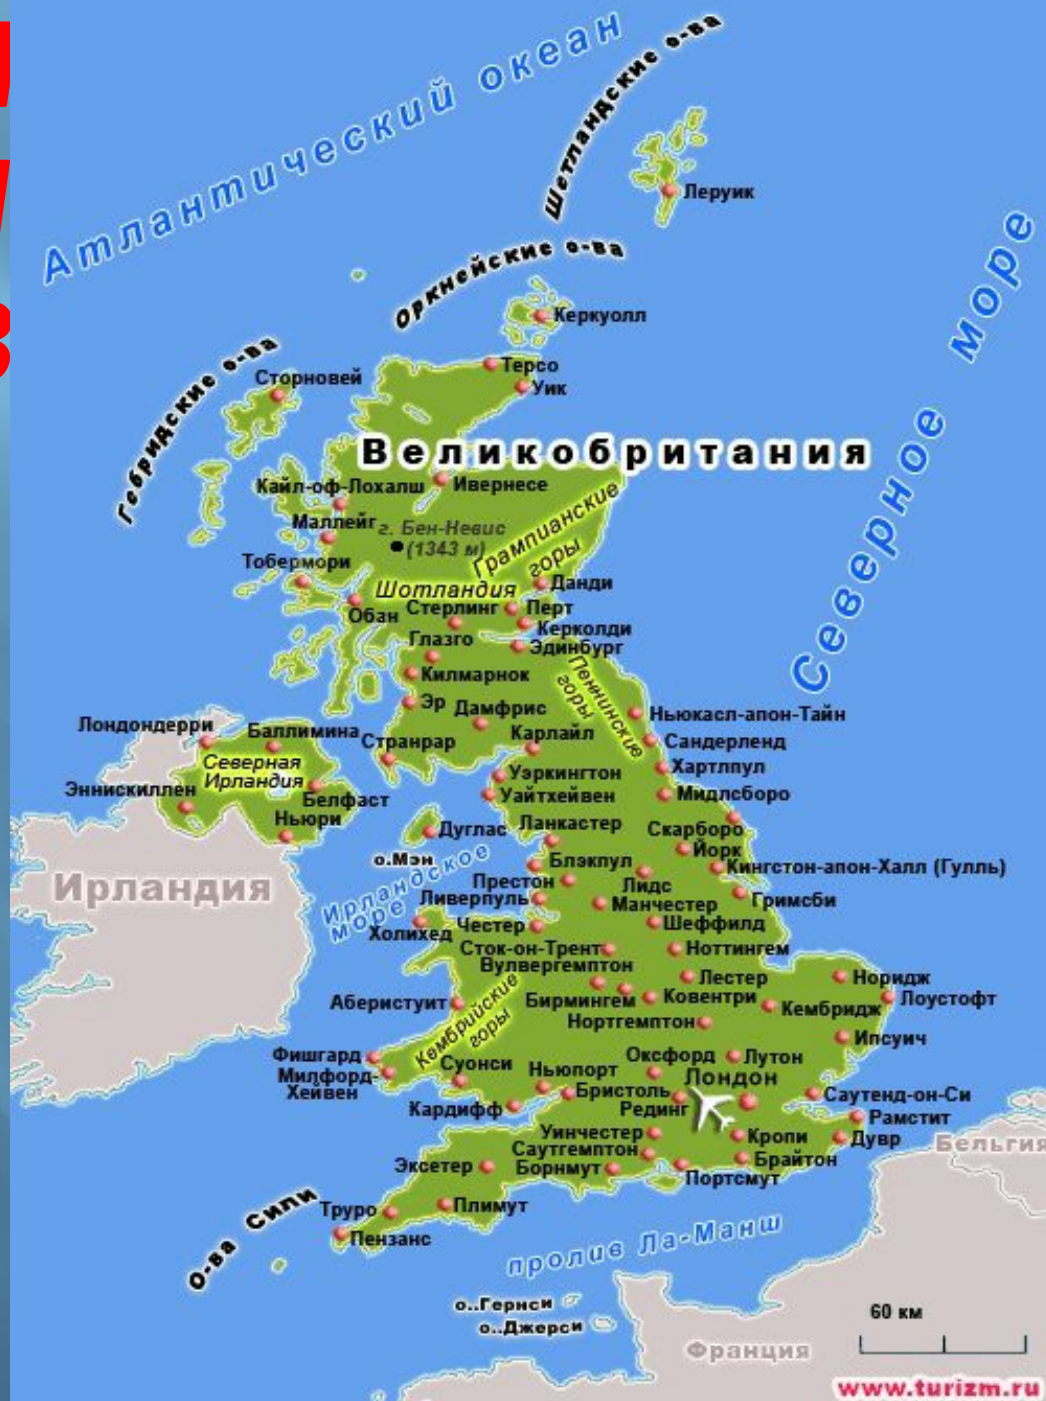 Атлантический океан
Шетландские о-ва
Леруик
Оркнейские о-ва
Керкуолл
Северное море
Гебридские о-ва
Сторновей
Терсо
Уик
Великобритания
Кайл-оф-Лохалш
Ивернесе
Маллейг
г. Бен-Невис
(1343 м)
Грампианские
горы
Тобермори
Шотландия
Данди
Обан
Стерлинг
Перт
Керколди
Глазго
Эдинбург
Килмарнок
Пеннинские
горы
Эр
Дамфрис
Ньюкасл-апон-Тайн
Лондондерри
Баллимина
Странрар
Карлайл
Сандерленд
Северная
Ирландия
Уэркингтон
Хартлпул
Эннискиллен
Белфаст
Уайтхейвен
Мидлсборо
Ньюри
Дуглас
Ланкастер
Скарборо
о.Мэн
Йорк
Ирландское
море
Блэкпул
Кингстон-апон-Халл (Гулль)
Ирландия
Престон
Лидс
Ливерпуль
Манчестер
Гримсби
Холихед
Честер
Шеффилд
Сток-он-Трент
Ноттингем
Вулвергемптон
Лестер
Норидж
Аберистуит
Бирмингем
Ковентри
Кембридж
Лоустофт
Кембрийские
горы
Нортгемптон
Ипсуич
Фишгард
Милфорд-
Хейвен
Суонси
Ньюпорт
Оксфорд
Лутон
Лондон
Кардифф
Бристоль
Рединг
Саутенд-он-Си
Рамстит
Уинчестер
Кропи
Дувр
Бельгия
Эксетер
Саутгемптон
Борнмут
Брайтон
Портсмут
О-ва Сили
Труро
Плимут
Пензанс
пролив Ла-Манш
о..Гернси
о..Джерси
60 км
Франция
www.turizm.ru